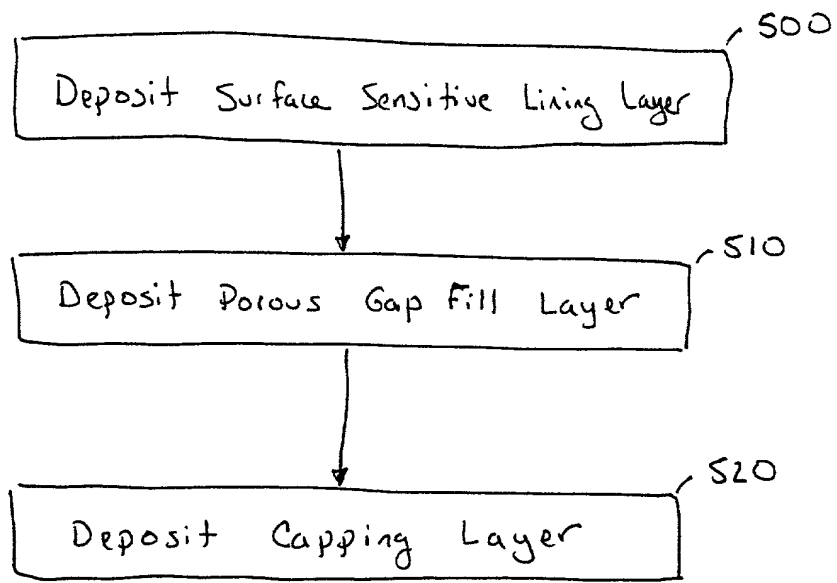 500
Deposit Surface Sensitive Lining Layer
510
Deposit Porous Gap Fill Layer
520
Deposit Capping Layer